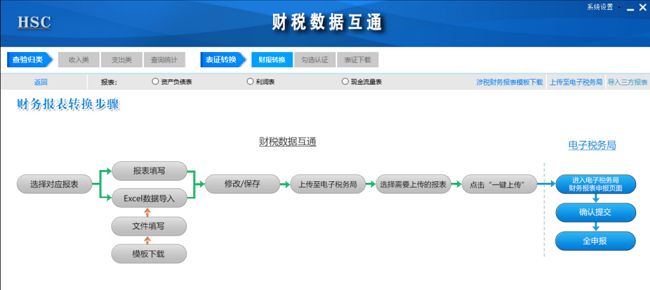 系统设置
HSC
财税数据互通
查验归类
收入类
支出类
查询统计
表证转换
财报转换
勾选认证
表证下载
返回
报表:
资产负债表
利润表
现金流量表
涉税财务报表模板下载
上传至电子税务局
导入三方报表
财务报表转换步骤
财税数据互通
电子税务局
选择对应报表
报表填写
Excel数据导入
文件填写
模板下载
修改/保存
上传至电子税务局
选择需要上传的报表
点击“一键上传”
进入电子税务局
财务报表申报页面
确认提交
全申报